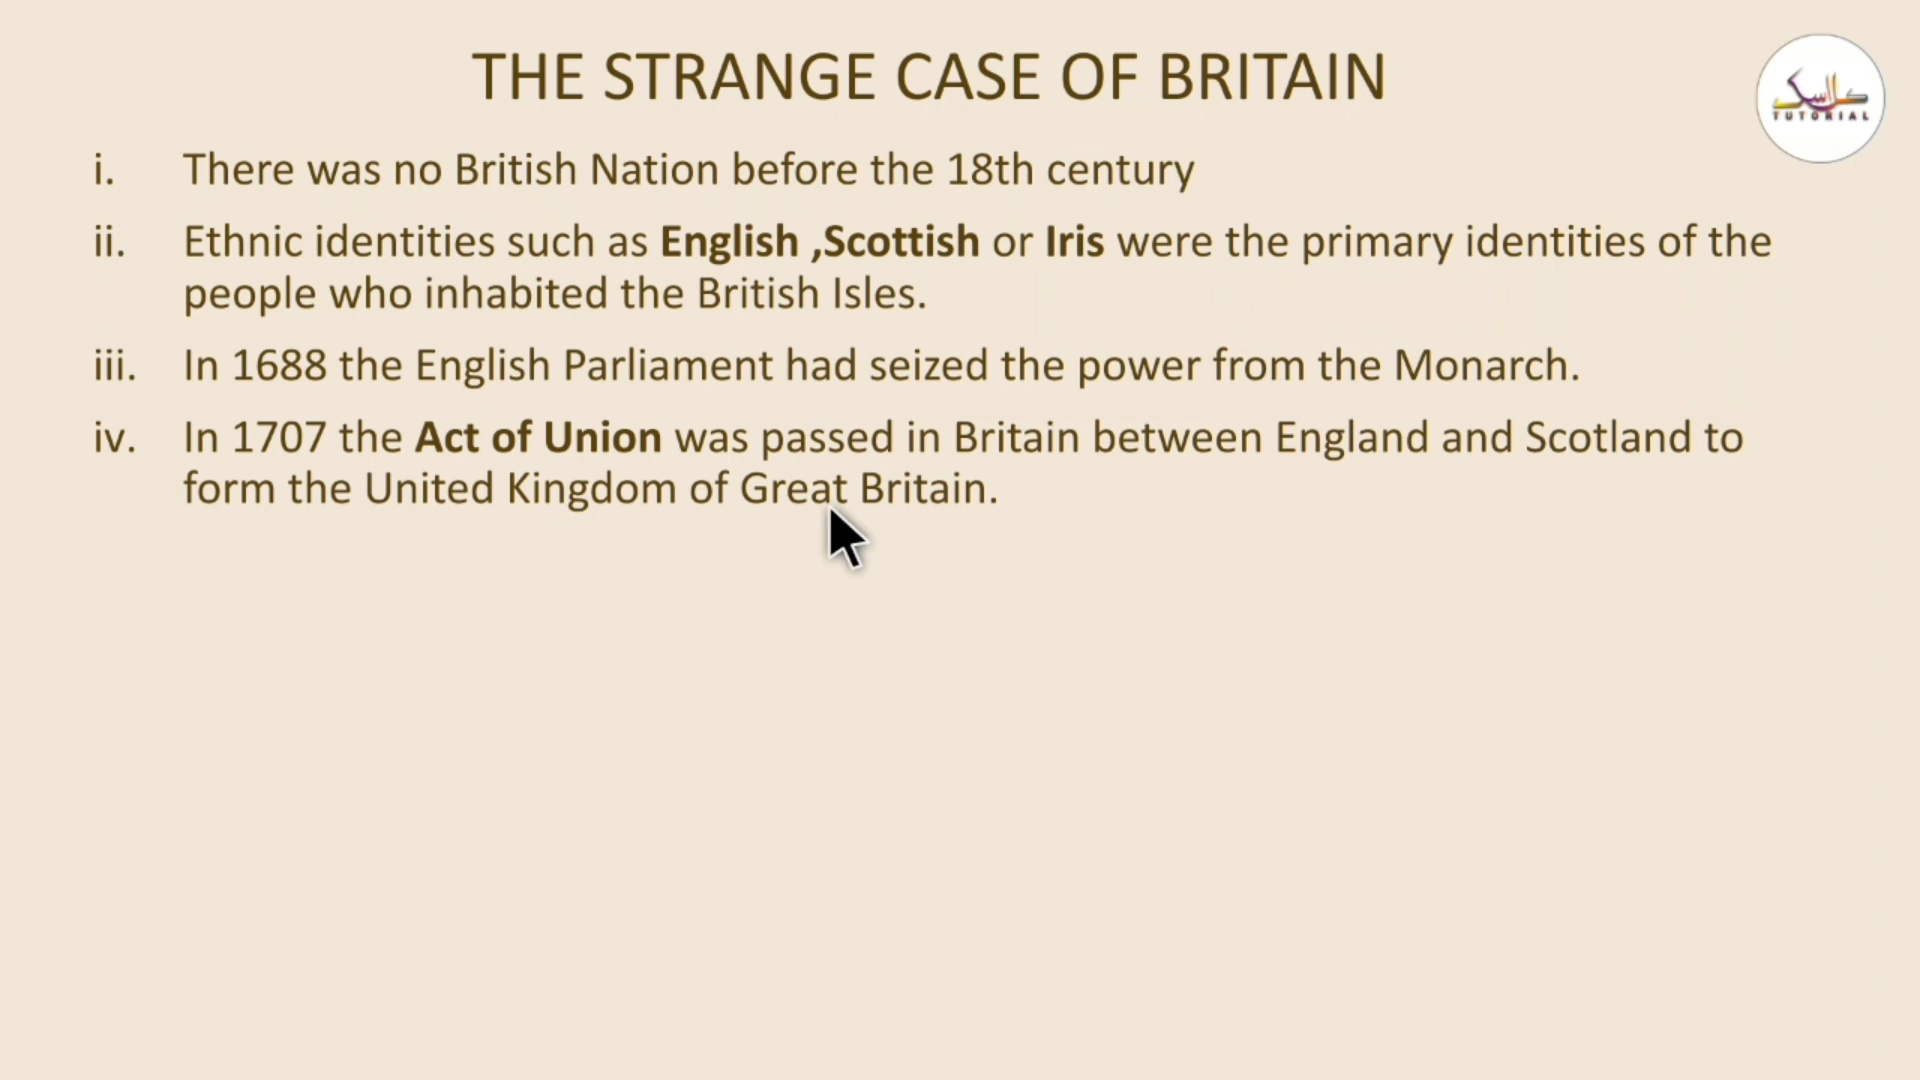 THE STRANGE CASE OF BRITAIN
کلاسک
TUTORIAL
i. There was no British Nation before the 18th century
ii. Ethnic identities such as English ,Scottish or Iris were the primary identities of the
people who inhabited the British Isles.
iii. In 1688 the English Parliament had seized the power from the Monarch.
iv. In 1707 the Act of Union was passed in Britain between England and Scotland to
form the United Kingdom of Great Britain.